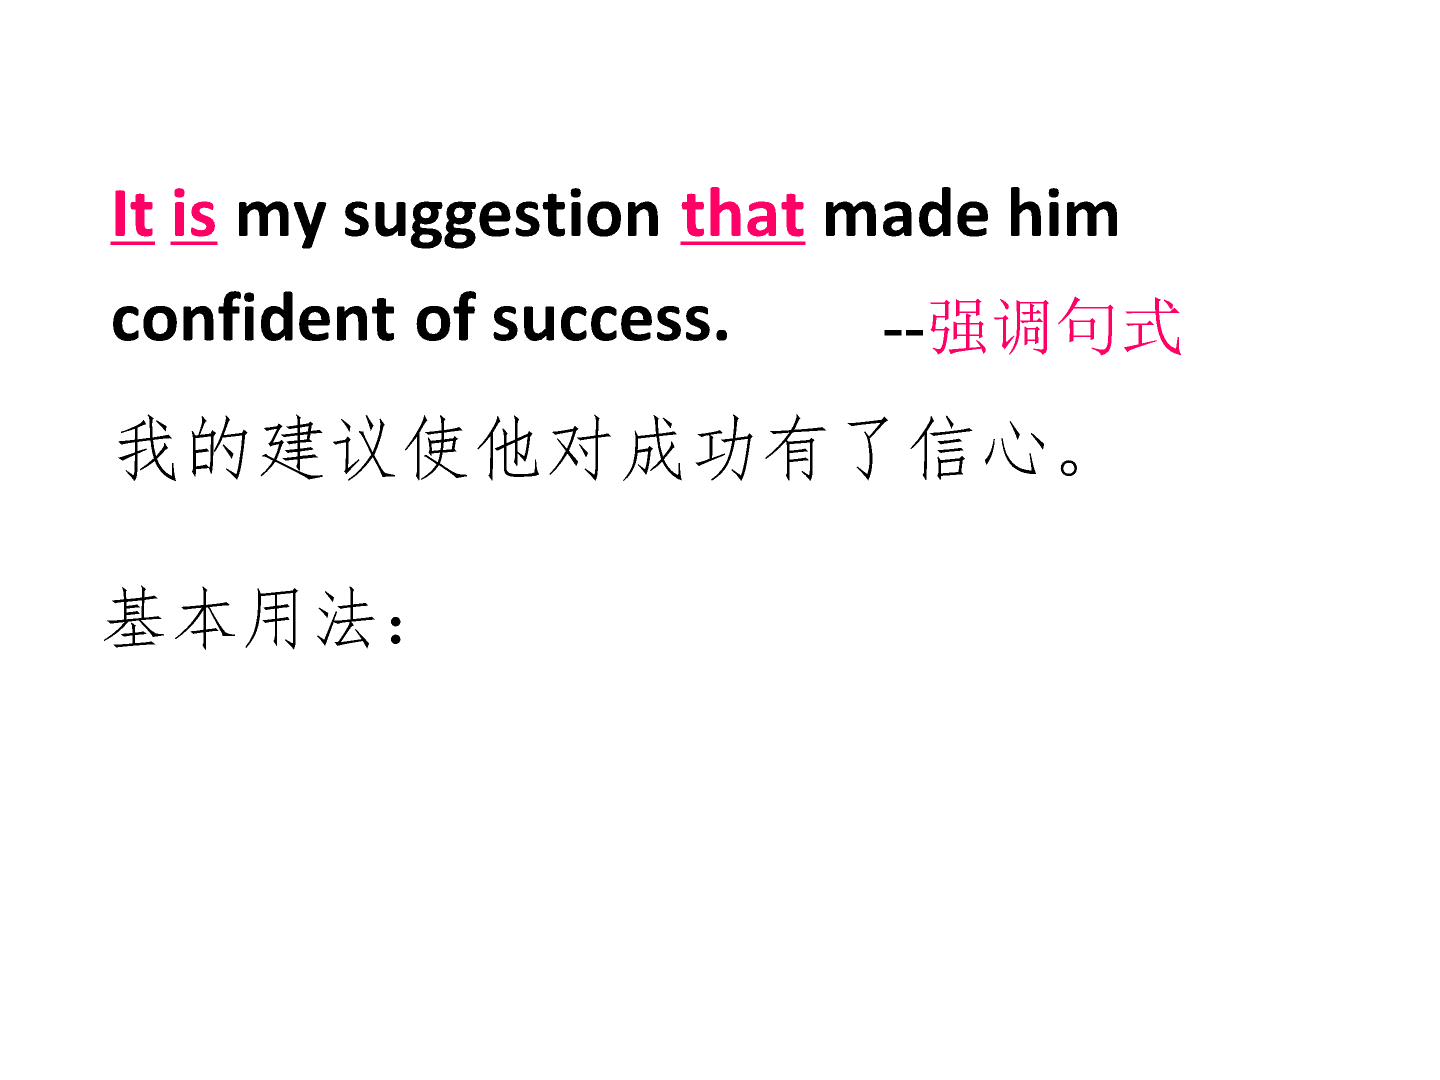 It is my suggestion that made him
confident of success. --强调句式
我的建议使他对成功有了信心。
基本用法：